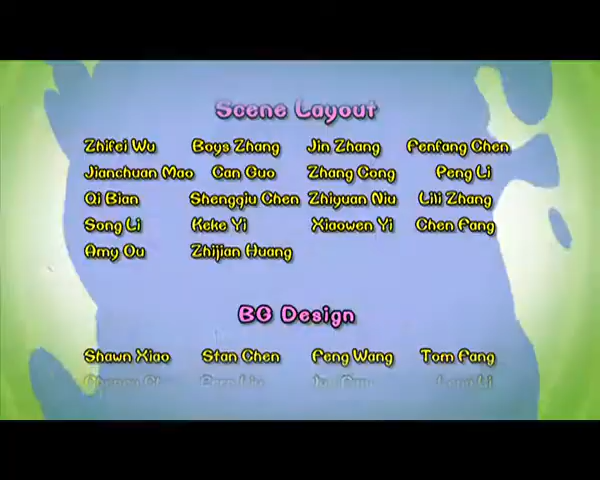 Scene Layout
Zhifei Wu Boys Zhang Jin Zhang Fenfang Chen
Jianchuan Mao Can Guo Zhang Cong Peng Li
Qi Bian Shengqiu Chen Zhiyuan Niu Lili Zhang
Song Li Keke Yi Xiaowen Yi Chen Fang
Amy Ou Zhijian Huang
BG Design
Shawn Xiao Stan Chen Feng Wang Tom Fang
Li